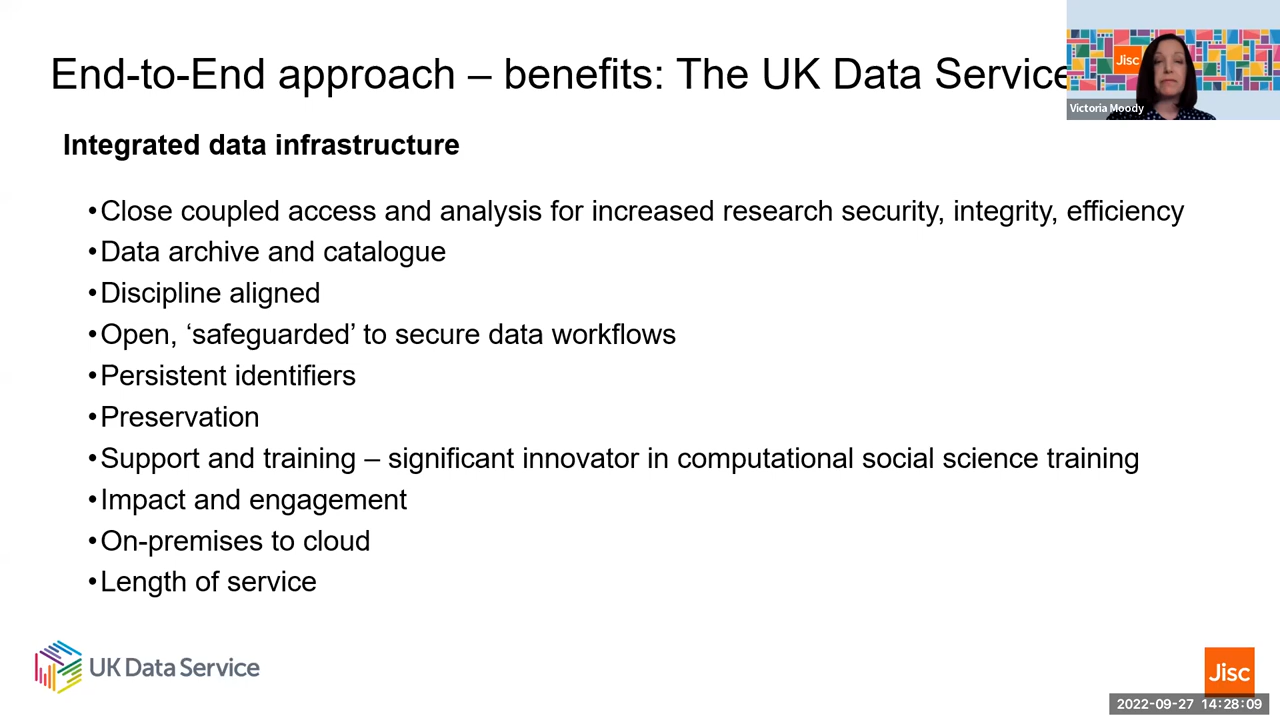 End-to-End approach – benefits: The UK Data Service
Jisc
Victoria Moody
Integrated data infrastructure
•Close coupled access and analysis for increased research security, integrity, efficiency
•Data archive and catalogue
•Discipline aligned
•Open, ‘safeguarded’ to secure data workflows
•Persistent identifiers
•Preservation
•Support and training – significant innovator in computational social science training
•Impact and engagement
•On-premises to cloud
•Length of service
UK Data Service
Jisc
2022-09-27 14:28:09